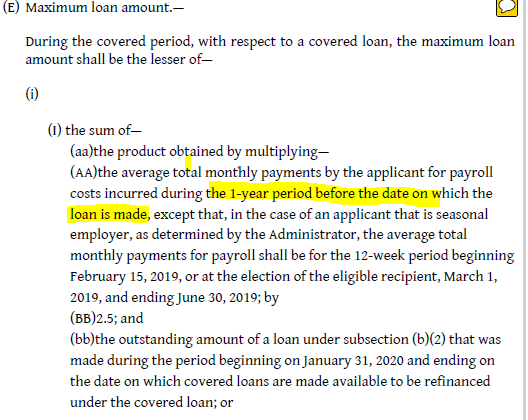 (E) Maximum loan amount.—
During the covered period, with respect to a covered loan, the maximum loan
amount shall be the lesser of—
(i)
(I) the sum of—
(aa)the product obtained by multiplying—
(AA)the average total monthly payments by the applicant for payroll
costs incurred during the 1-year period before the date on which the
loan is made, except that, in the case of an applicant that is seasonal
employer, as determined by the Administrator, the average total
monthly payments for payroll shall be for the 12-week period beginning
February 15, 2019, or at the election of the eligible recipient, March 1,
2019, and ending June 30, 2019; by
(BB)2.5; and
(bb)the outstanding amount of a loan under subsection (b)(2) that was
made during the period beginning on January 31, 2020 and ending on
the date on which covered loans are made available to be refinanced
under the covered loan; or